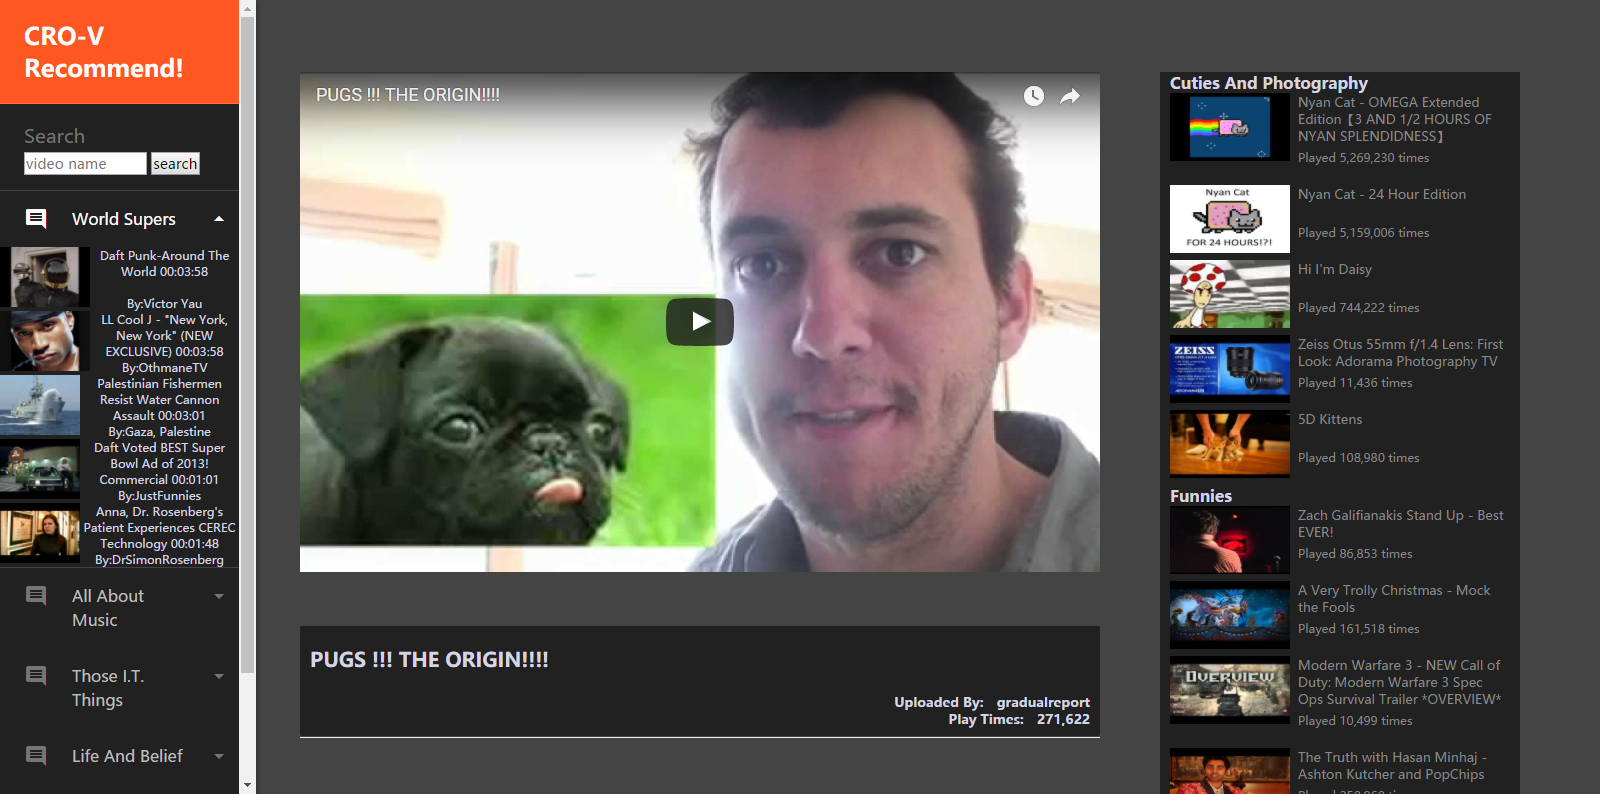 CRO-V
Recommend!
Search
video name
search
World Supers
Daft Punk-Around The
World 00:03:58
By:Victor Yau
LL Cool J - "New York,
New York" (NEW
EXCLUSIVE) 00:03:58
By:OthmaneTV
Palestinian Fishermen
Resist Water Cannon
Assault 00:03:01
By:Gaza, Palestine
Daft Voted BEST Super
Bowl Ad of 2013!
Commercial 00:01:01
By:JustFunnies
Anna, Dr. Rosenberg's
Patient Experiences CEREC
Technology 00:01:48
By:DrSimonRosenberg
All About
Music
Those I.T.
Things
Life And Belief
PUGS !!! THE ORIGIN!!!!
PUGS !!! THE ORIGIN!!!!
Uploaded By: gradualreport
Play Times: 271,622
Cuties And Photography
Nyan Cat - OMEGA Extended
Edition【3 AND 1/2 HOURS OF
NYAN SPLENDIDNESS】
Played 5,269,230 times
Nyan Cat
FOR 24 HOURS!?!
Nyan Cat - 24 Hour Edition
Played 5,159,006 times
Hi I'm Daisy
Played 744,222 times
ZEISS
Zeiss Otus 55mm f/1.4 Lens: First
Look: Adorama Photography TV
Played 11,436 times
5D Kittens
Played 108,980 times
Funnies
Zach Galifianakis Stand Up - Best
EVER!
Played 86,853 times
A Very Trolly Christmas - Mock
the Fools
Played 161,518 times
OVERVIEW
Modern Warfare 3 - NEW Call of
Duty: Modern Warfare 3 Spec
Ops Survival Trailer *OVERVIEW*
Played 10,499 times
The Truth with Hasan Minhaj -
Ashton Kutcher and PopChips